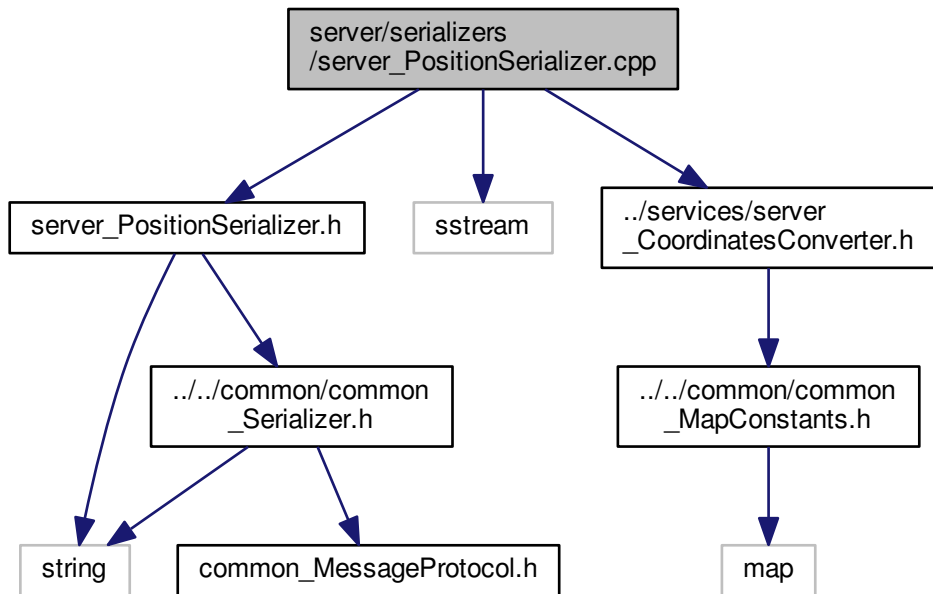 server/serializers
/server_PositionSerializer.cpp
server_PositionSerializer.h
sstream
../services/server
_CoordinatesConverter.h
../../common/common
_Serializer.h
../../common/common
_MapConstants.h
string
common_MessageProtocol.h
map